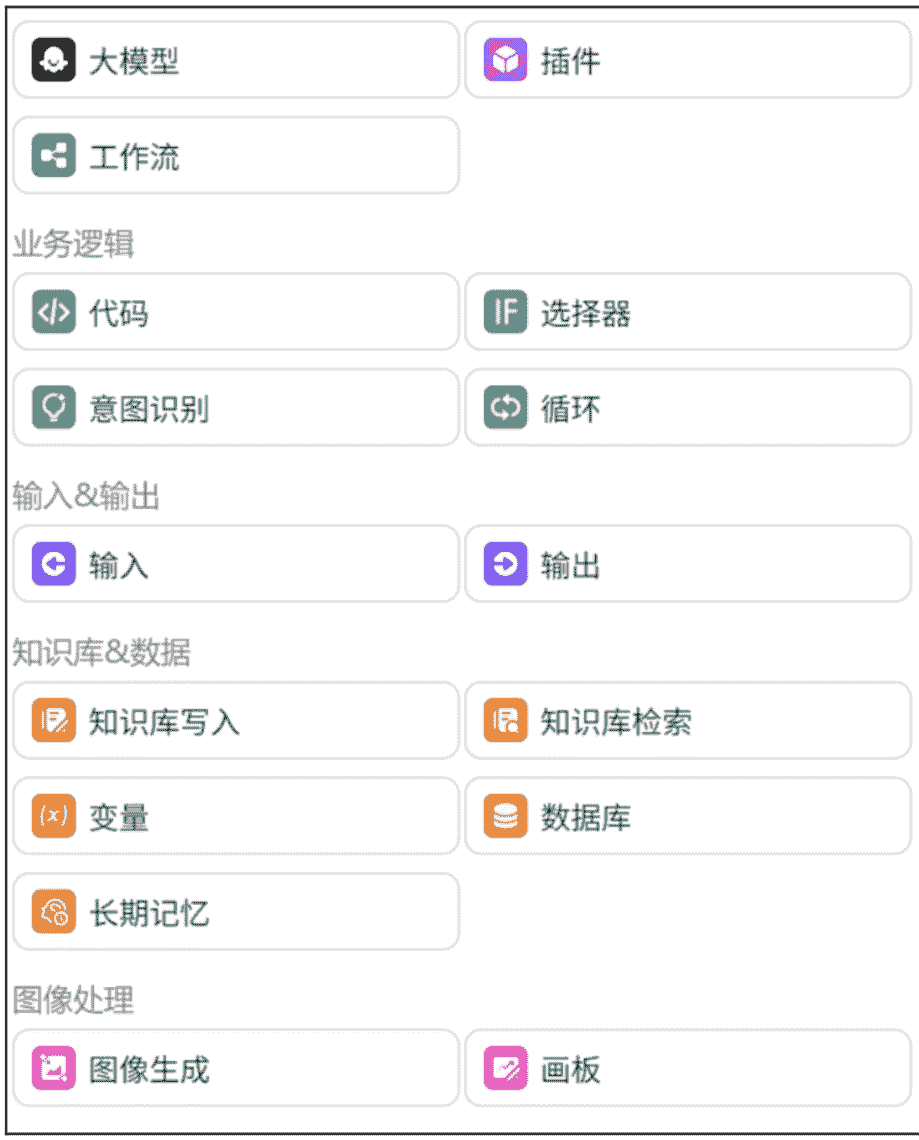 大模型 插件
工作流
业务逻辑
代码 选择器
意图识别 循环
输入&输出
输入 输出
知识库&数据
知识库写入 知识库检索
变量 数据库
长期记忆
图像处理
图像生成 画板